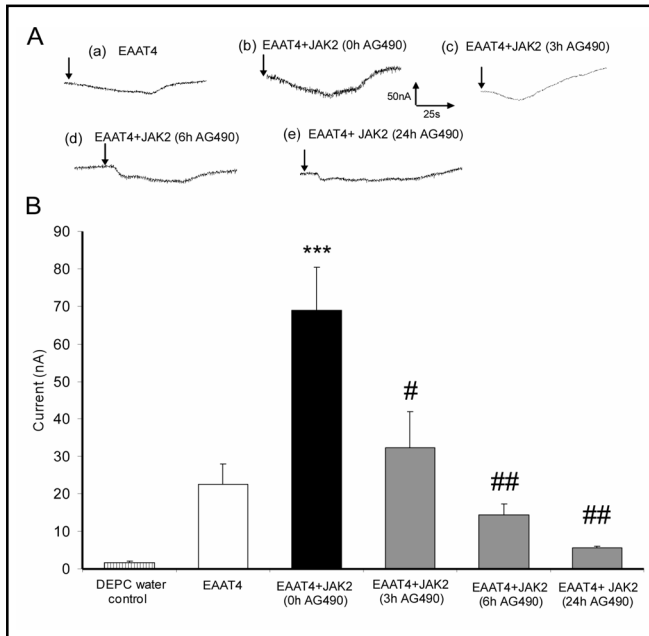 A
(a) EAAT4
(b) EAAT4+JAK2 (0h AG490)
(c) EAAT4+JAK2 (3h AG490)
50nA
25s
(d) EAAT4+JAK2 (6h AG490)
(e) EAAT4+ JAK2 (24h AG490)
B
Current (nA)
90
80
70
60
50
40
30
20
10
0
***
#
##
##
DEPC water
control
EAAT4
EAAT4+JAK2
(0h AG490)
EAAT4+JAK2
(3h AG490)
EAAT4+JAK2
(6h AG490)
EAAT4+ JAK2
(24h AG490)